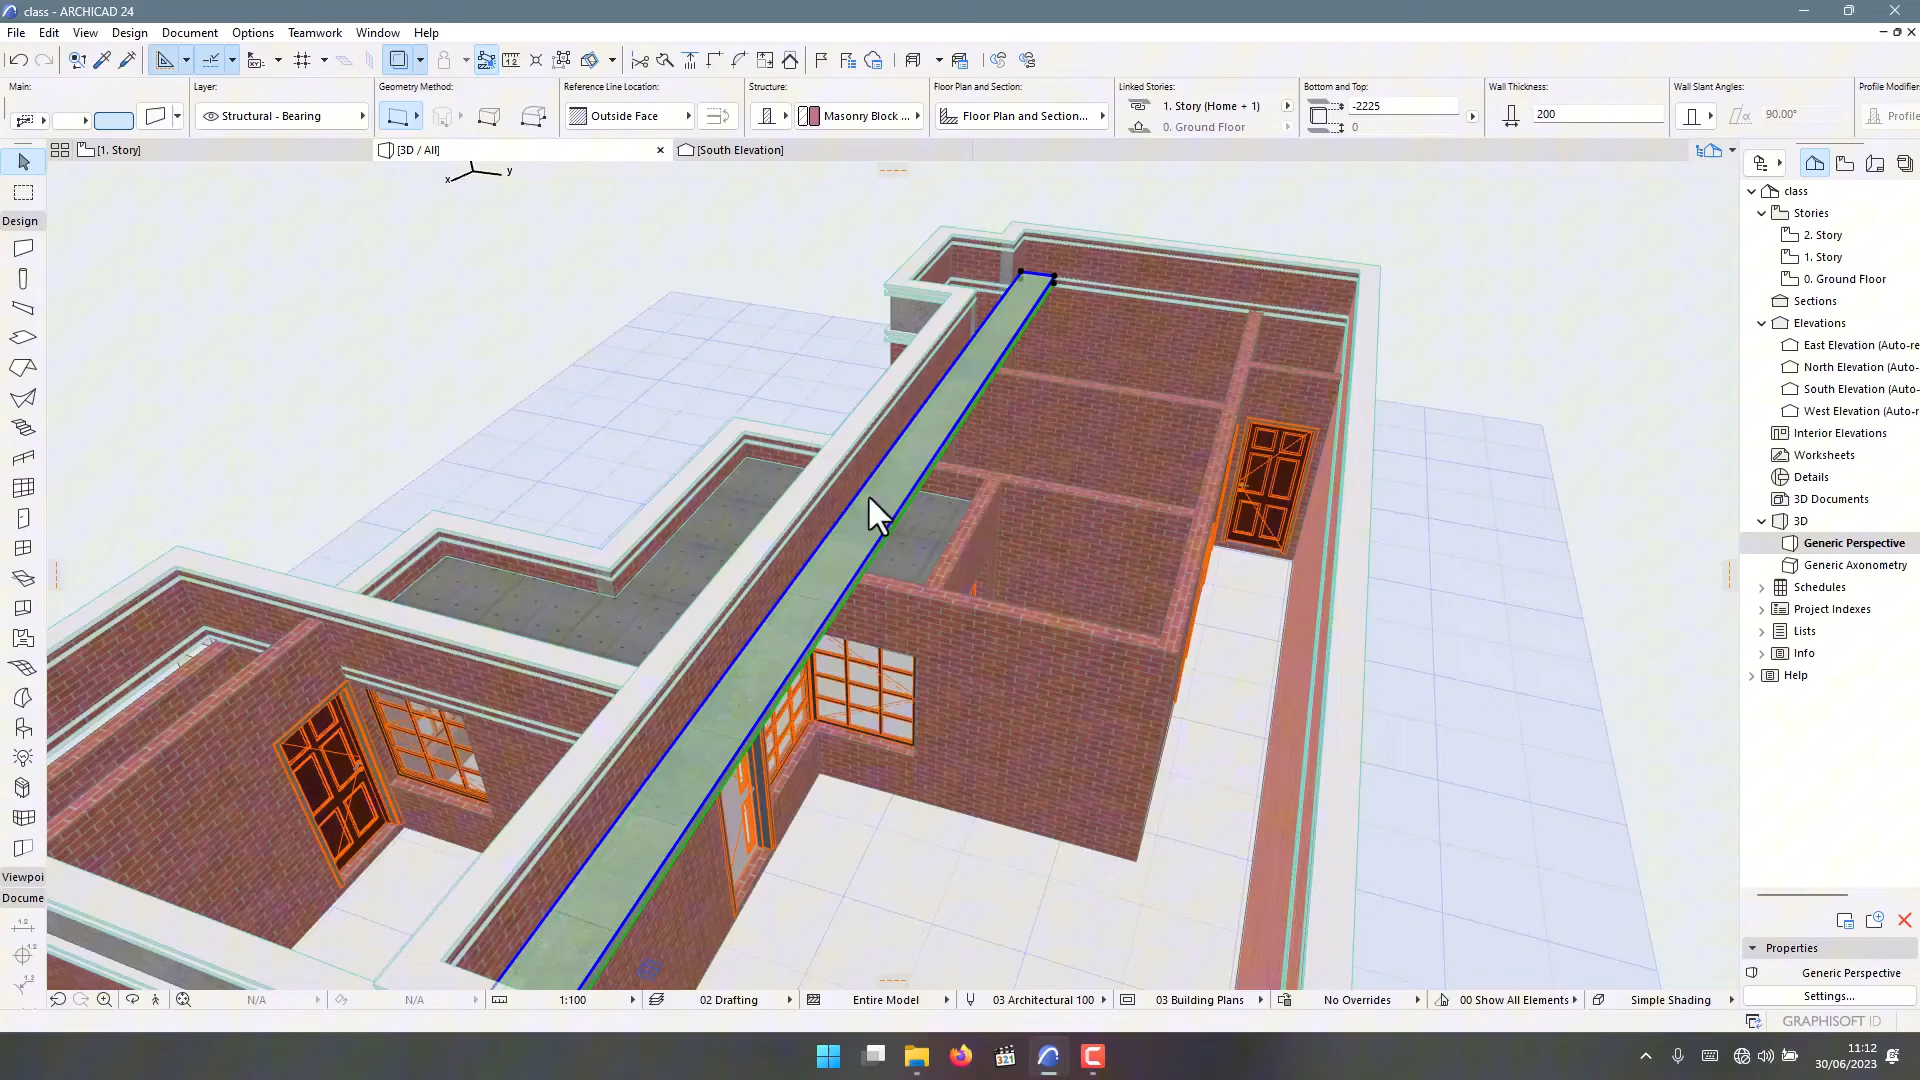 class - ARCHICAD 24
File Edit View Design Document Options Teamwork Window Help
Main: Layer: Geometry Method: Reference Line Location: Structure: Floor Plan and Section: Linked Stories: Bottom and Top: Wall Thickness: Wall Slant Angles: Profile Modifier
Structural - Bearing Outside Face Masonry Block ... Floor Plan and Section... 1. Story (Home + 1) -2225 200 90.00° Profile
0. Ground Floor 0
[1. Story] [3D / All] [South Elevation]
x y
Design
Viewpoi
Docume
1.2
1.2
1.2
class
Stories
2. Story
1. Story
0. Ground Floor
Sections
Elevations
East Elevation (Auto-re
North Elevation (Auto-
South Elevation (Auto-r
West Elevation (Auto-r
Interior Elevations
Worksheets
Details
3D Documents
3D
Generic Perspective
Generic Axonometry
Schedules
Project Indexes
Lists
Info
Help
Properties
Generic Perspective
Settings...
N/A N/A 1:100 02 Drafting Entire Model 03 Architectural 100 03 Building Plans No Overrides 00 Show All Elements Simple Shading
GRAPHISOFT ID
321
11:12
30/06/2023